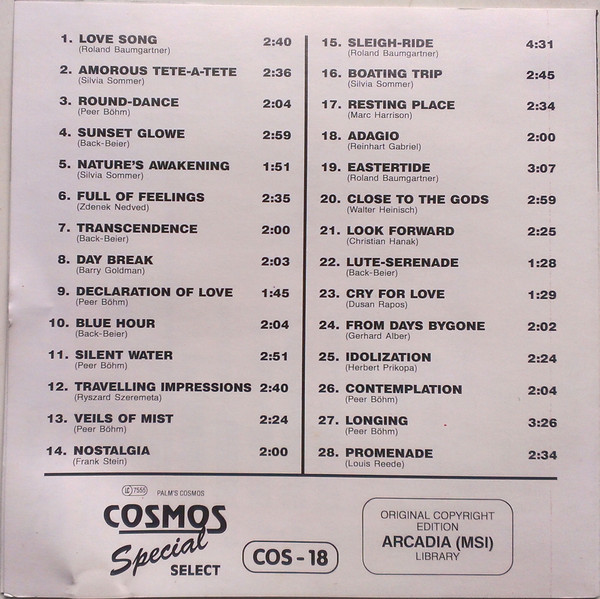 1. LOVE SONG 2:40
(Roland Baumgartner)
2. AMOROUS TETE-A-TETE 2:36
(Silvia Sommer)
3. ROUND-DANCE 2:04
(Peer Böhm)
4. SUNSET GLOWE 2:59
(Back-Beier)
5. NATURE'S AWAKENING 1:51
(Silvia Sommer)
6. FULL OF FEELINGS 2:35
(Zdenek Nedved)
7. TRANSCENDENCE 2:00
(Back-Beier)
8. DAY BREAK 2:03
(Barry Goldman)
9. DECLARATION OF LOVE 1:45
(Peer Böhm)
10. BLUE HOUR 2:04
(Back-Beier)
11. SILENT WATER 2:51
(Peer Böhm)
12. TRAVELLING IMPRESSIONS 2:40
(Ryszard Szeremeta)
13. VEILS OF MIST 2:24
(Peer Böhm)
14. NOSTALGIA 2:00
(Frank Stein)
15. SLEIGH-RIDE 4:31
(Roland Baumgartner)
16. BOATING TRIP 2:45
(Silvia Sommer)
17. RESTING PLACE 2:34
(Marc Harrison)
18. ADAGIO 2:00
(Reinhart Gabriel)
19. EASTERTIDE 3:07
(Roland Baumgartner)
20. CLOSE TO THE GODS 2:59
(Walter Heinisch)
21. LOOK FORWARD 2:25
(Christian Hanak)
22. LUTE-SERENADE 1:28
(Back-Beier)
23. CRY FOR LOVE 1:29
(Dusan Rapos)
24. FROM DAYS BYGONE 2:02
(Gerhard Alber)
25. IDOLIZATION 2:24
(Herbert Prikopa)
26. CONTEMPLATION 2:04
(Peer Böhm)
27. LONGING 3:26
(Peer Böhm)
28. PROMENADE 2:34
(Louis Reede)
LC 7555 PALM'S COSMOS
COSMOS
Special
SELECT
COS-18
ORIGINAL COPYRIGHT
EDITION
ARCADIA (MSI)
LIBRARY